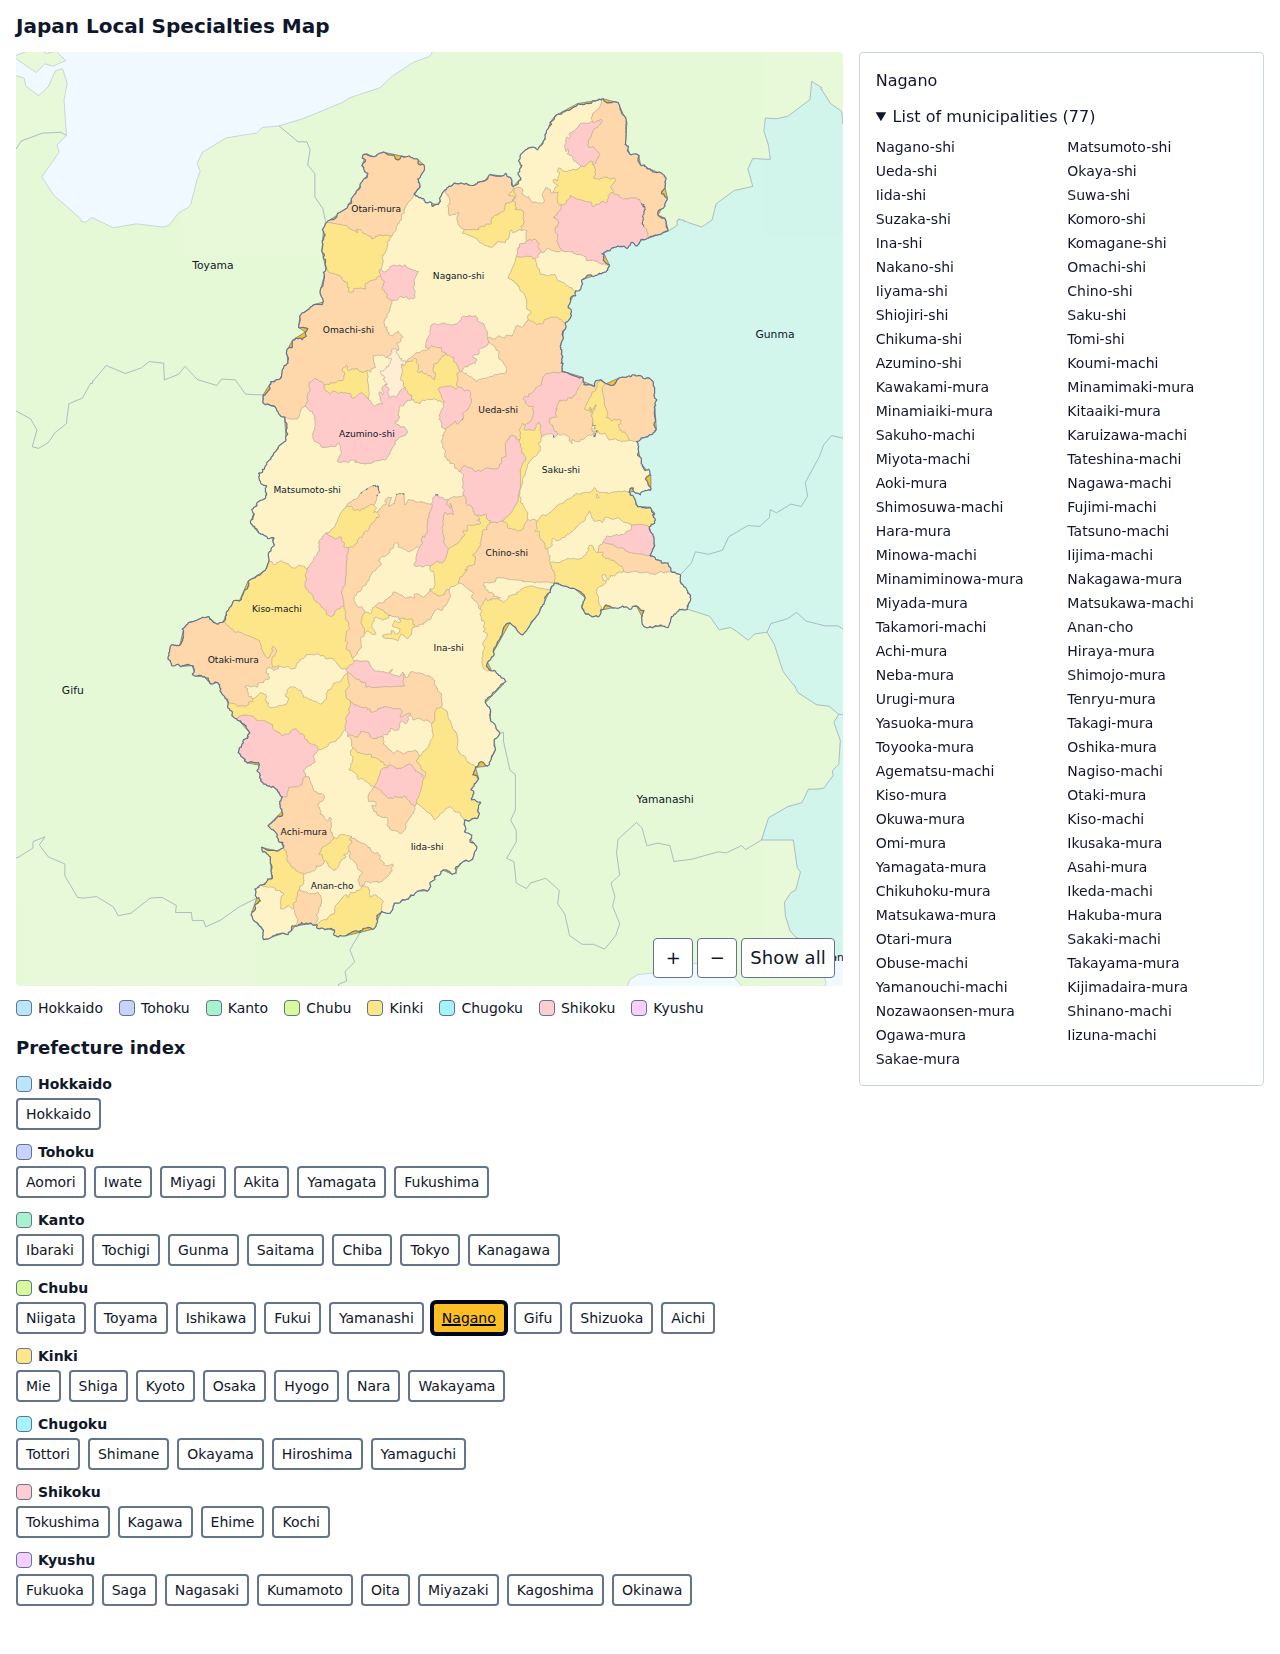 Japan Local Specialties Map
Otari-mura
Toyama
Nagano-shi
Omachi-shi
Gunma
Ueda-shi
Azumino-shi
Saku-shi
Matsumoto-shi
Chino-shi
Kiso-machi
Ina-shi
Otaki-mura
Gifu
Yamanashi
Achi-mura
Iida-shi
Anan-cho
+ − Show all
Hokkaido Tohoku Kanto Chubu Kinki Chugoku Shikoku Kyushu
Prefecture index
Hokkaido
Hokkaido
Tohoku
Aomori Iwate Miyagi Akita Yamagata Fukushima
Kanto
Ibaraki Tochigi Gunma Saitama Chiba Tokyo Kanagawa
Chubu
Niigata Toyama Ishikawa Fukui Yamanashi Nagano Gifu Shizuoka Aichi
Kinki
Mie Shiga Kyoto Osaka Hyogo Nara Wakayama
Chugoku
Tottori Shimane Okayama Hiroshima Yamaguchi
Shikoku
Tokushima Kagawa Ehime Kochi
Kyushu
Fukuoka Saga Nagasaki Kumamoto Oita Miyazaki Kagoshima Okinawa
Nagano
▼ List of municipalities (77)
Nagano-shi Matsumoto-shi
Ueda-shi Okaya-shi
Iida-shi Suwa-shi
Suzaka-shi Komoro-shi
Ina-shi Komagane-shi
Nakano-shi Omachi-shi
Iiyama-shi Chino-shi
Shiojiri-shi Saku-shi
Chikuma-shi Tomi-shi
Azumino-shi Koumi-machi
Kawakami-mura Minamimaki-mura
Minamiaiki-mura Kitaaiki-mura
Sakuho-machi Karuizawa-machi
Miyota-machi Tateshina-machi
Aoki-mura Nagawa-machi
Shimosuwa-machi Fujimi-machi
Hara-mura Tatsuno-machi
Minowa-machi Iijima-machi
Minamiminowa-mura Nakagawa-mura
Miyada-mura Matsukawa-machi
Takamori-machi Anan-cho
Achi-mura Hiraya-mura
Neba-mura Shimojo-mura
Urugi-mura Tenryu-mura
Yasuoka-mura Takagi-mura
Toyooka-mura Oshika-mura
Agematsu-machi Nagiso-machi
Kiso-mura Otaki-mura
Okuwa-mura Kiso-machi
Omi-mura Ikusaka-mura
Yamagata-mura Asahi-mura
Chikuhoku-mura Ikeda-machi
Matsukawa-mura Hakuba-mura
Otari-mura Sakaki-machi
Obuse-machi Takayama-mura
Yamanouchi-machi Kijimadaira-mura
Nozawaonsen-mura Shinano-machi
Ogawa-mura Iizuna-machi
Sakae-mura